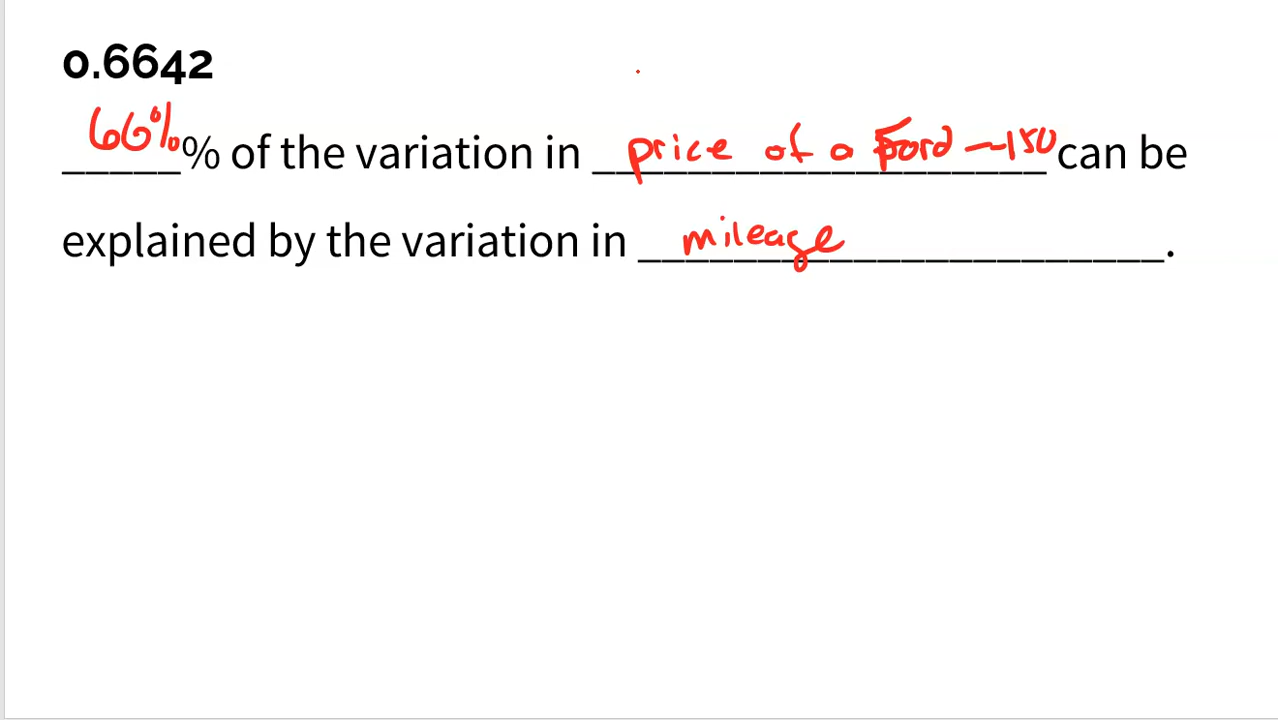 0.6642
66% % of the variation in price of a Ford -150 can be
explained by the variation in mileage.